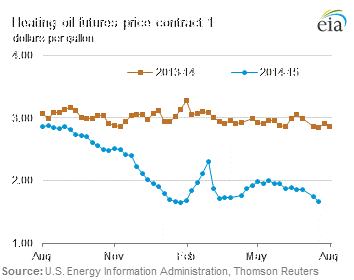 eia
Heating oil futures price contract 1
dollars per gallon
4.00
2013-14
2014-15
3.00
2.00
1.00
Aug Nov Feb May Aug
Source: U.S. Energy Information Administration, Thomson Reuters